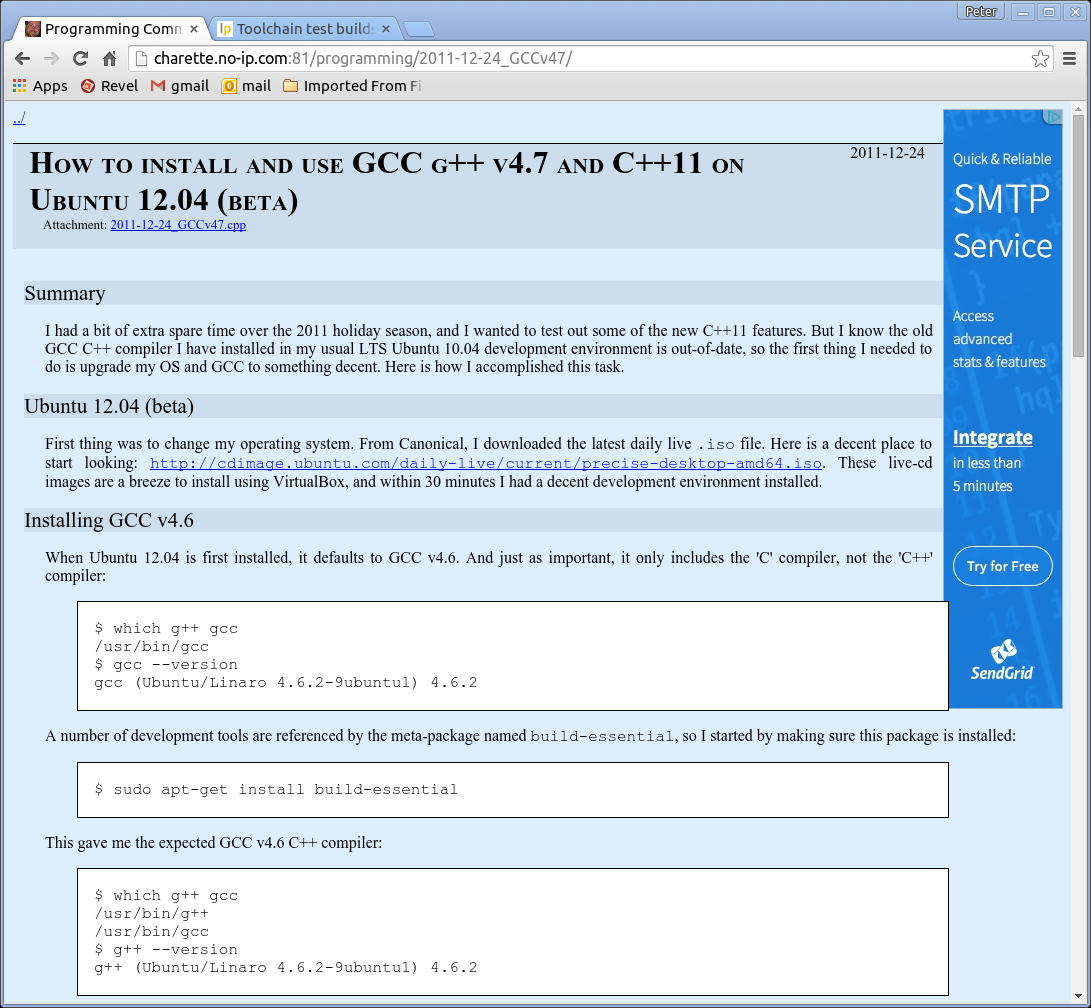 Peter
Programming Comm
Toolchain test builds
charette.no-ip.com:81/programming/2011-12-24_GCCv47/
Apps Revel gmail mail Imported From Fi
../
2011-12-24
How to install and use GCC g++ v4.7 and C++11 on
Ubuntu 12.04 (beta)
Attachment: 2011-12-24_GCCv47.cpp
Summary
I had a bit of extra spare time over the 2011 holiday season, and I wanted to test out some of the new C++11 features. But I know the old
GCC C++ compiler I have installed in my usual LTS Ubuntu 10.04 development environment is out-of-date, so the first thing I needed to
do is upgrade my OS and GCC to something decent. Here is how I accomplished this task.
Ubuntu 12.04 (beta)
First thing was to change my operating system. From Canonical, I downloaded the latest daily live .iso file. Here is a decent place to
start looking: http://cdimage.ubuntu.com/daily-live/current/precise-desktop-amd64.iso. These live-cd
images are a breeze to install using VirtualBox, and within 30 minutes I had a decent development environment installed.
Installing GCC v4.6
When Ubuntu 12.04 is first installed, it defaults to GCC v4.6. And just as important, it only includes the 'C' compiler, not the 'C++'
compiler:
$ which g++ gcc
/usr/bin/gcc
$ gcc --version
gcc (Ubuntu/Linaro 4.6.2-9ubuntu1) 4.6.2
A number of development tools are referenced by the meta-package named build-essential, so I started by making sure this package is installed:
$ sudo apt-get install build-essential
This gave me the expected GCC v4.6 C++ compiler:
$ which g++ gcc
/usr/bin/g++
/usr/bin/gcc
$ g++ --version
g++ (Ubuntu/Linaro 4.6.2-9ubuntu1) 4.6.2
Quick & Reliable
SMTP
Service
Access
advanced
stats & features
Integrate
in less than
5 minutes
Try for Free
SendGrid